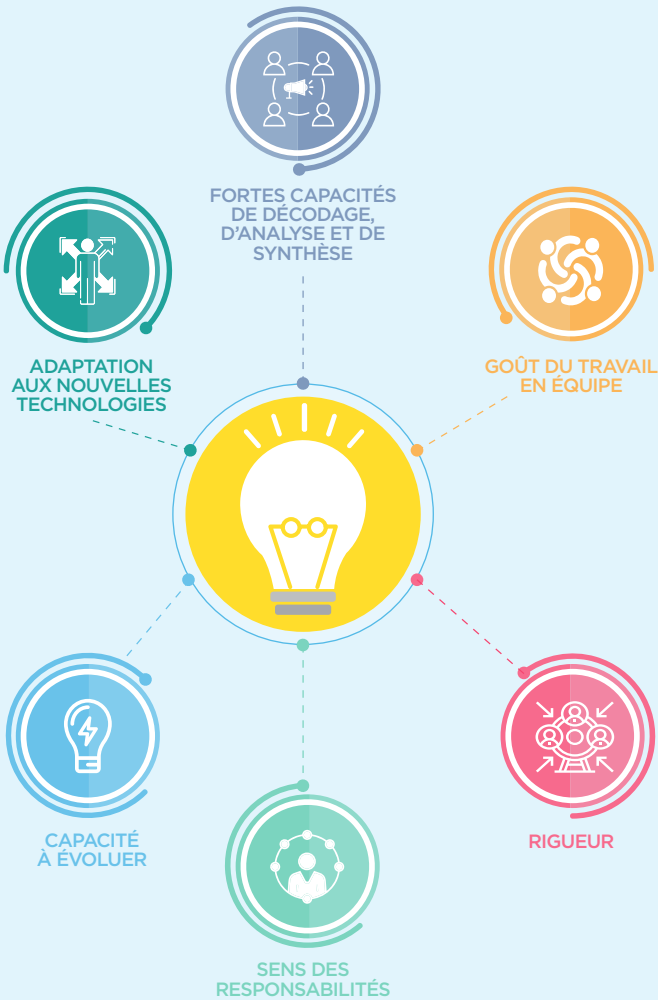 FORTES CAPACITÉS
DE DÉCODAGE,
D'ANALYSE ET DE
SYNTHÈSE
ADAPTATION
AUX NOUVELLES
TECHNOLOGIES
GOÛT DU TRAVAIL
EN ÉQUIPE
CAPACITÉ
À ÉVOLUER
RIGUEUR
SENS DES
RESPONSABILITÉS